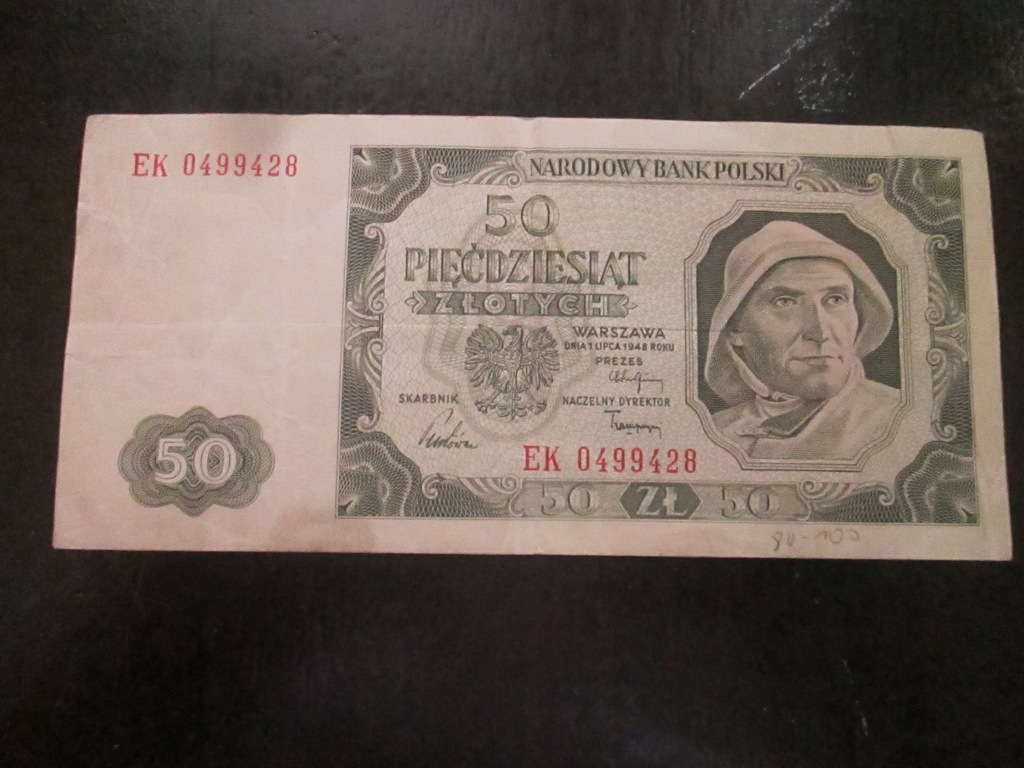 EK 0499428
NARODOWY BANK POLSKI
50
PIĘĆDZIESIĄT
ZŁOTYCH
WARSZAWA
DNIA 1 LIPCA 1948 ROKU
PREZES
SKARBNIK
NACZELNY DYREKTOR
EK 0499428
50
50 ZŁ 50